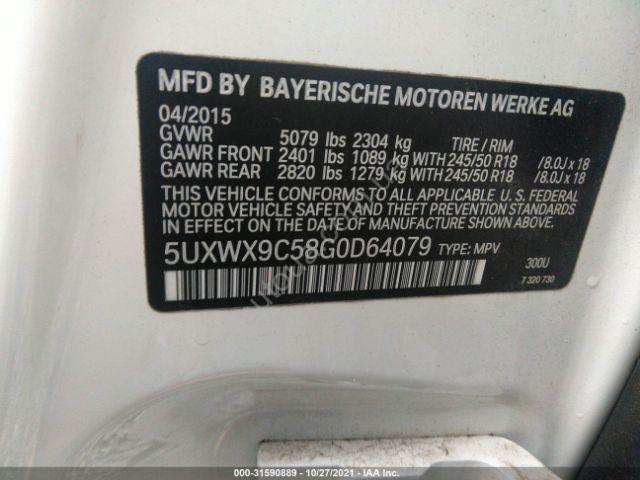 MFD BY BAYERISCHE MOTOREN WERKE AG
04/2015
GVWR 5079 lbs 2304 kg TIRE / RIM
GAWR FRONT 2401 lbs 1089 kg WITH 245/50 R18 /8.0J x 18
GAWR REAR 2820 lbs 1279 kg WITH 245/50 R18 /8.0J x 18
THIS VEHICLE CONFORMS TO ALL APPLICABLE U. S. FEDERAL
MOTOR VEHICLE SAFETY AND THEFT PREVENTION STANDARDS
IN EFFECT ON THE DATE OF MANUFACTURE SHOWN ABOVE.
5UXWX9C58G0D64079 TYPE: MPV
300U
7 320 730
000-31590889 - 10/27/2021 - IAA Inc.